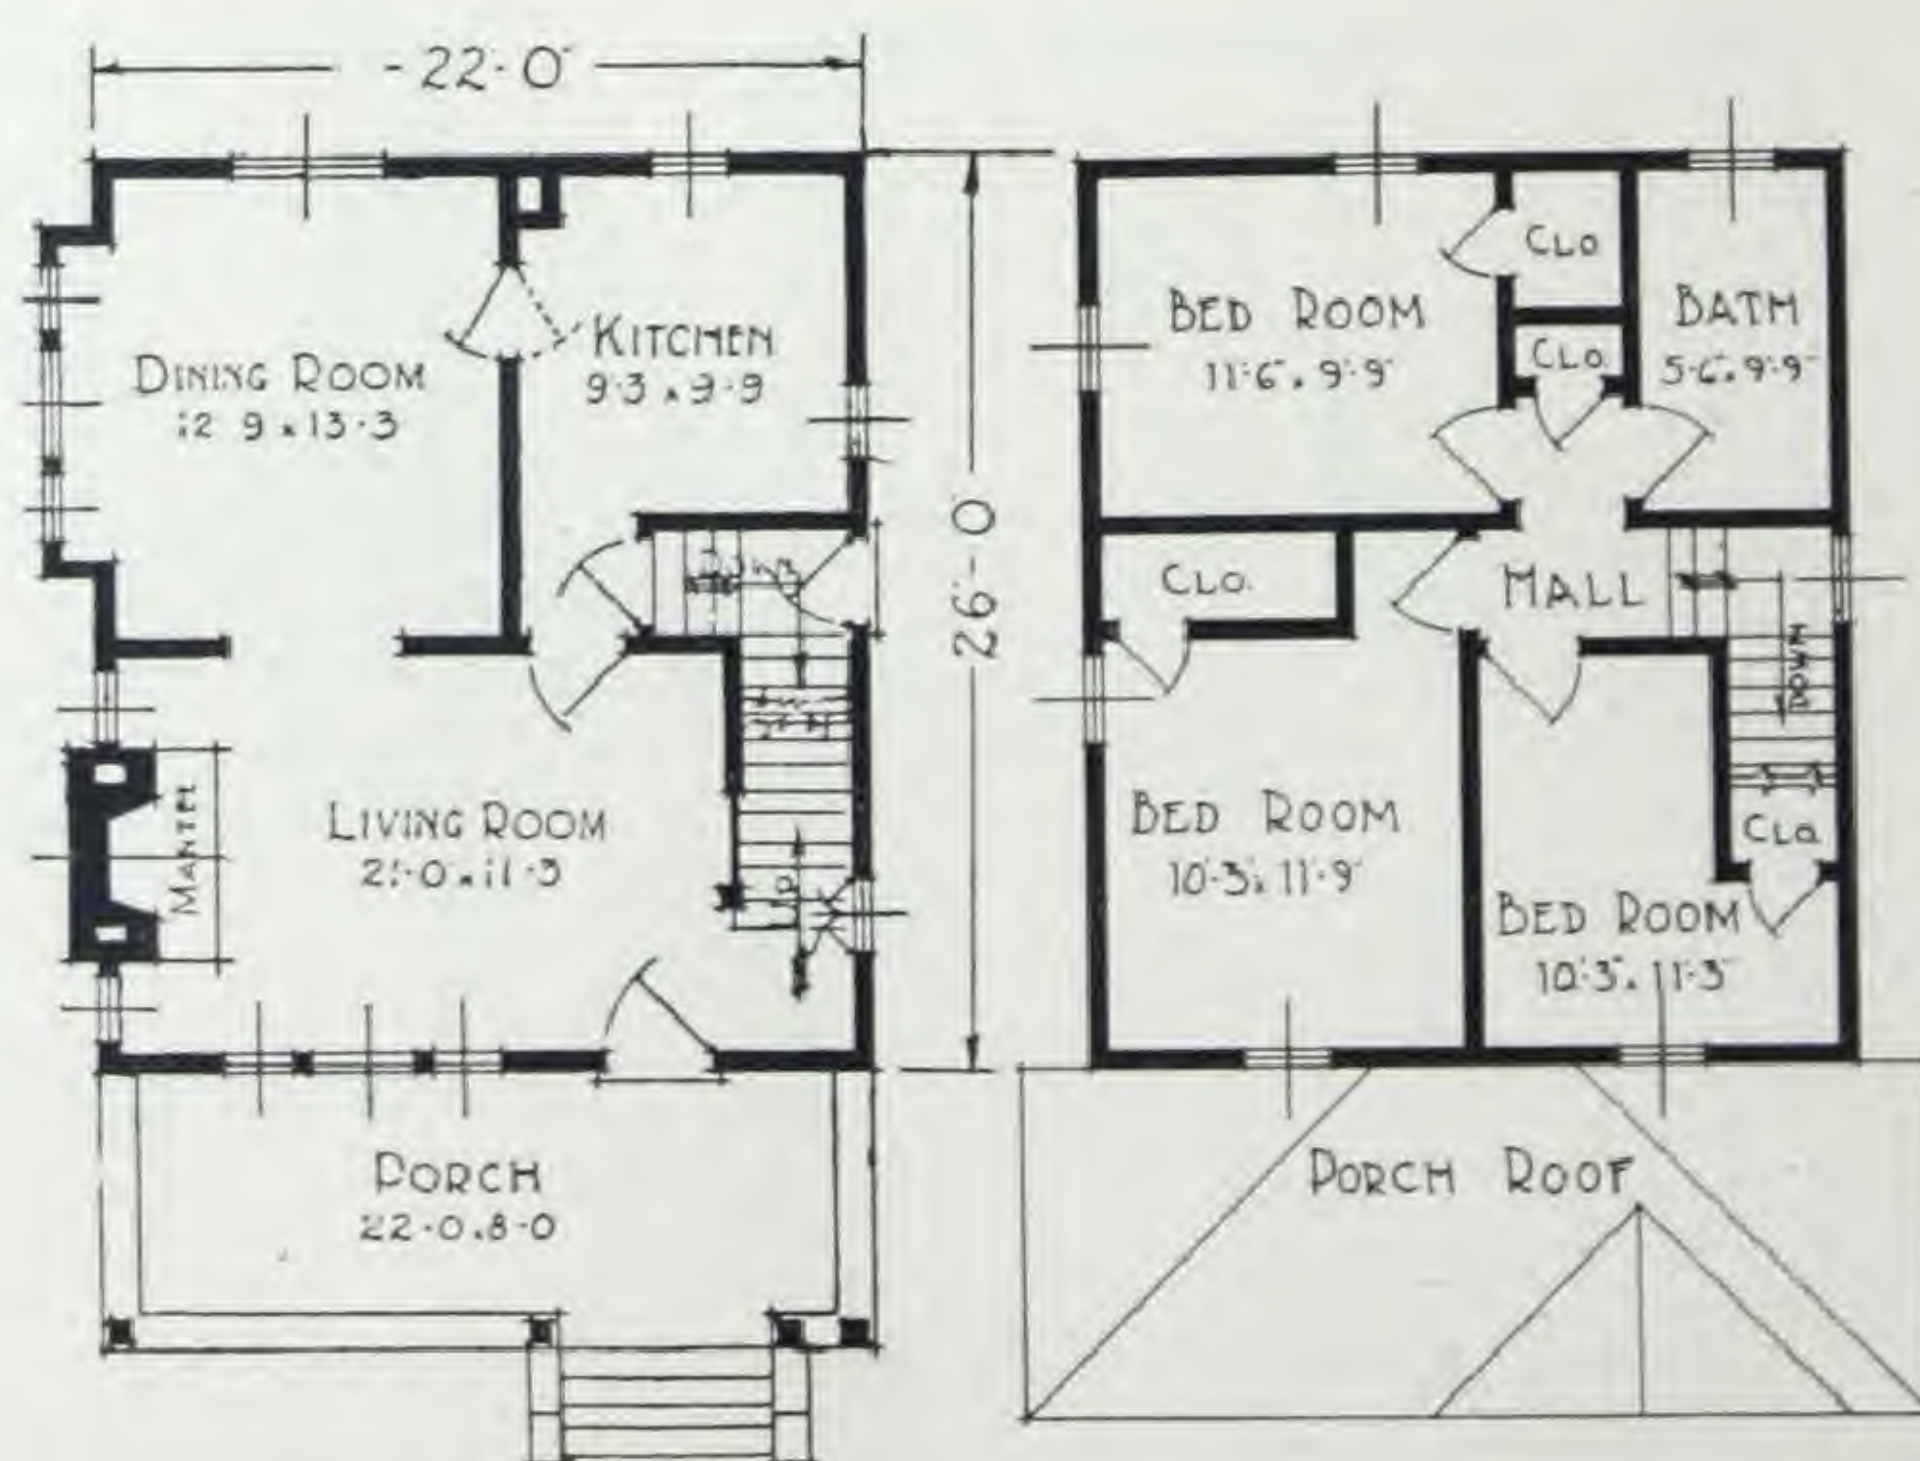 - 22'-0"
DINING ROOM
12 9 x 13-3
KITCHEN
9-3 x 9-9
26'-0
LIVING ROOM
21-0 x 11-3
MANTEL
UP
PORCH
22-0 x 8-0
BED ROOM
11'-6" x 9'-9"
CLO
CLO.
BATH
5-6 x 9-9"
CLO.
HALL
DOWN
BED ROOM
10'-3" x 11'-9"
CLO
BED ROOM
10'-3" x 11'-3"
PORCH ROOF